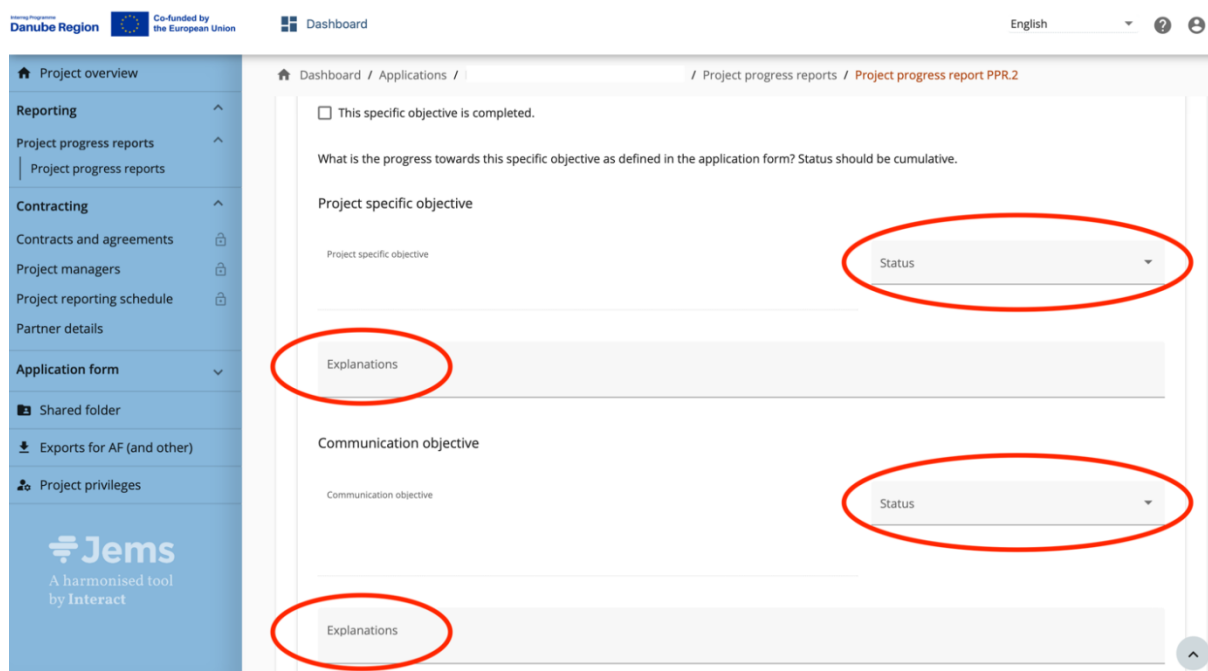 Interreg Programme
Danube Region
Co-funded by
the European Union
Dashboard
English
Project overview
Reporting
Project progress reports
Project progress reports
Contracting
Contracts and agreements
Project managers
Project reporting schedule
Partner details
Application form
Shared folder
Exports for AF (and other)
Project privileges
Jems
A harmonised tool
by Interact
Dashboard / Applications / / Project progress reports / Project progress report PPR.2
This specific objective is completed.
What is the progress towards this specific objective as defined in the application form? Status should be cumulative.
Project specific objective
Project specific objective
Status
Explanations
Communication objective
Communication objective
Status
Explanations